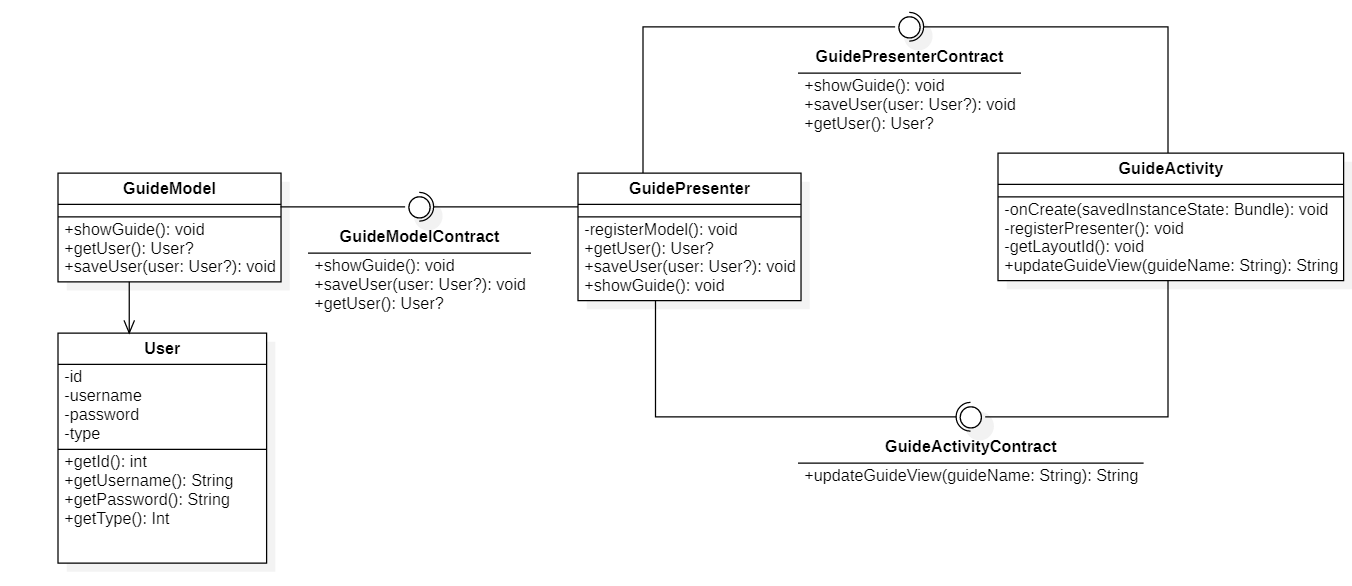 GuidePresenterContract
+showGuide(): void
+saveUser(user: User?): void
+getUser(): User?
GuideModel
+showGuide(): void
+getUser(): User?
+saveUser(user: User?): void
GuideModelContract
+showGuide(): void
+saveUser(user: User?): void
+getUser(): User?
GuidePresenter
-registerModel(): void
+getUser(): User?
+saveUser(user: User?): void
+showGuide(): void
GuideActivity
-onCreate(savedInstanceState: Bundle): void
-registerPresenter(): void
-getLayoutId(): void
+updateGuideView(guideName: String): String
User
-id
-username
-password
-type
+getId(): int
+getUsername(): String
+getPassword(): String
+getType(): Int
GuideActivityContract
+updateGuideView(guideName: String): String